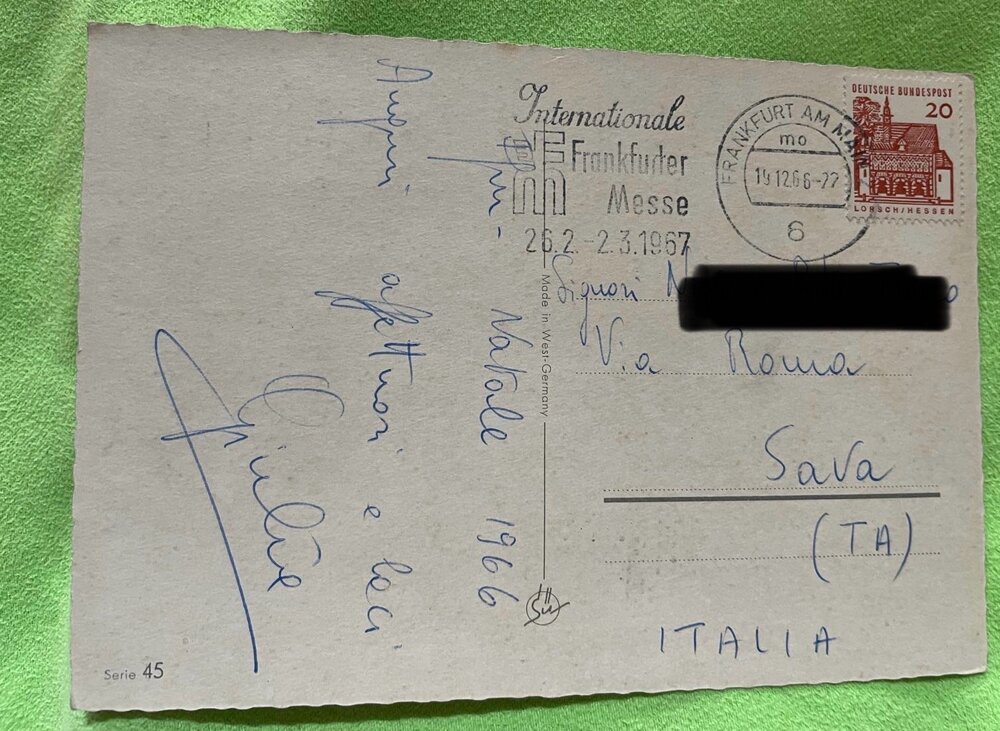 Ffm. Natale 1966
Auguri affettuosi e baci
Internationale
Frankfurter
Messe
26.2.-2.3.1967
FRANKFURT AM MAIN
mo
19.12.66-22
6
DEUTSCHE BUNDESPOST
20
LORSCH/HESSEN
Signori
Via Roma
Sava
(TA)
ITALIA
Made in West-Germany
Serie 45